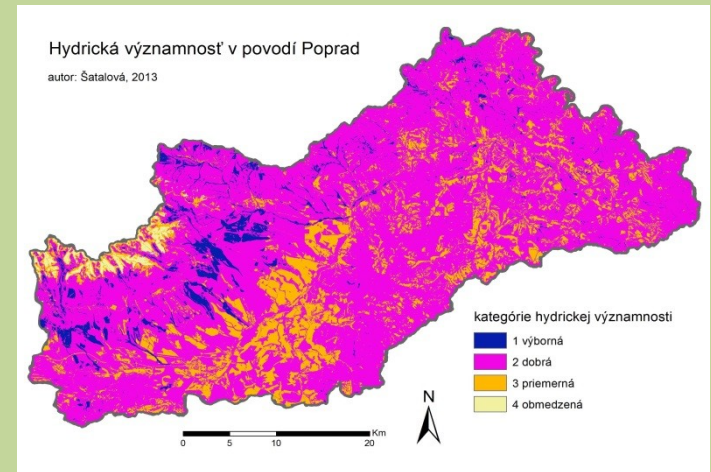 Hydrická významnosť v povodí Poprad
autor: Šatalová, 2013
kategórie hydrickej významnosti
1 výborná
2 dobrá
3 priemerná
4 obmedzená
N
Km
0 5 10 20